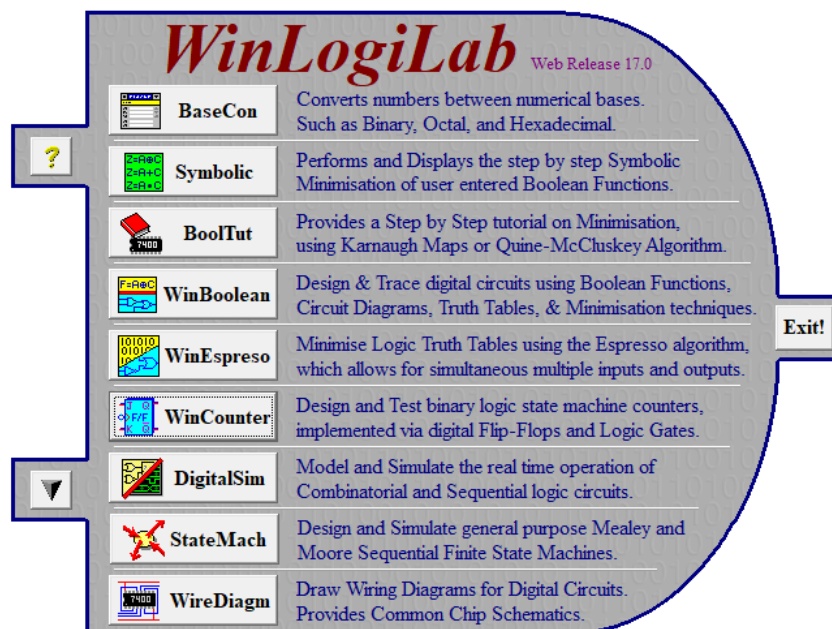 WinLogiLab Web Release 17.0
BaseCon
Converts numbers between numerical bases.
Such as Binary, Octal, and Hexadecimal.
?
Z=A⊕C
Z=A+C
Z=A•C
Symbolic
Performs and Displays the step by step Symbolic
Minimisation of user entered Boolean Functions.
7400
BoolTut
Provides a Step by Step tutorial on Minimisation,
using Karnaugh Maps or Quine-McCluskey Algorithm.
F=A⊕C
WinBoolean
Design & Trace digital circuits using Boolean Functions,
Circuit Diagrams, Truth Tables, & Minimisation techniques.
Exit!
WinEspreso
Minimise Logic Truth Tables using the Espresso algorithm,
which allows for simultaneous multiple inputs and outputs.
J Q
F/F
K Q
WinCounter
Design and Test binary logic state machine counters,
implemented via digital Flip-Flops and Logic Gates.
DigitalSim
Model and Simulate the real time operation of
Combinatorial and Sequential logic circuits.
StateMach
Design and Simulate general purpose Mealey and
Moore Sequential Finite State Machines.
7400
WireDiagm
Draw Wiring Diagrams for Digital Circuits.
Provides Common Chip Schematics.